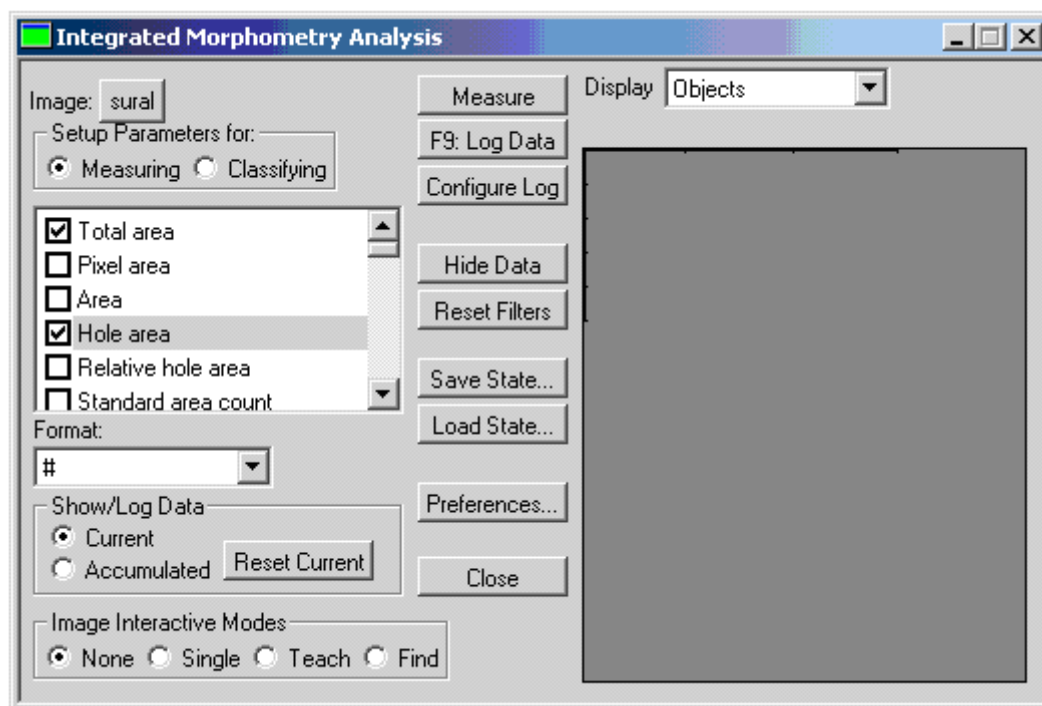 Integrated Morphometry Analysis
Image: sural
Setup Parameters for:
Measuring Classifying
Total area
Pixel area
Area
Hole area
Relative hole area
Standard area count
Format:
#
Show/Log Data
Current
Accumulated
Reset Current
Image Interactive Modes
None Single Teach Find
Measure
F9: Log Data
Configure Log
Hide Data
Reset Filters
Save State...
Load State...
Preferences...
Close
Display Objects